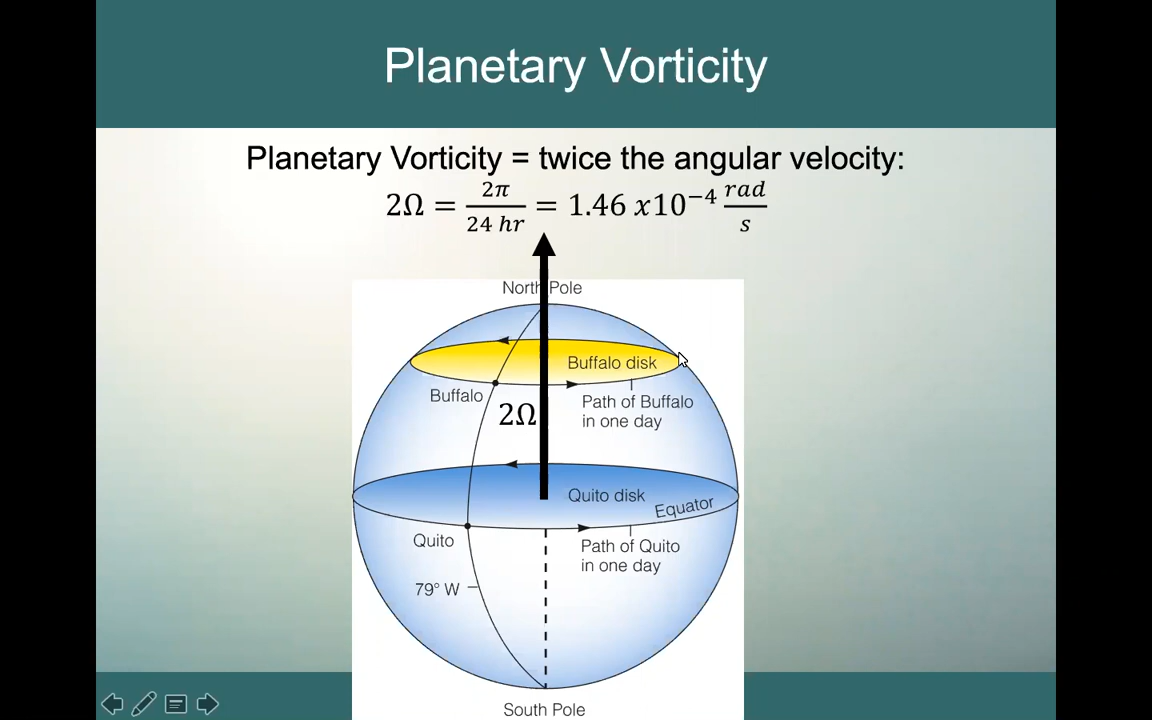 Planetary Vorticity
Planetary Vorticity = twice the angular velocity:
2Ω = 2π/24 hr = 1.46 x10⁻⁴ rad/s
North Pole
Buffalo disk
Buffalo
Path of Buffalo
in one day
2Ω
Quito disk
Equator
Quito
Path of Quito
in one day
79° W
South Pole